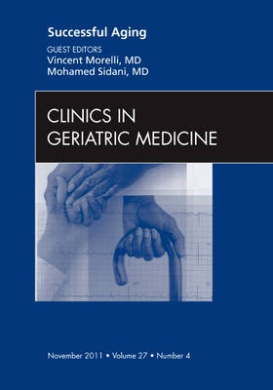 Successful Aging
GUEST EDITORS
Vincent Morelli, MD
Mohamed Sidani, MD
CLINICS IN
GERIATRIC MEDICINE
November 2011 • Volume 27 • Number 4